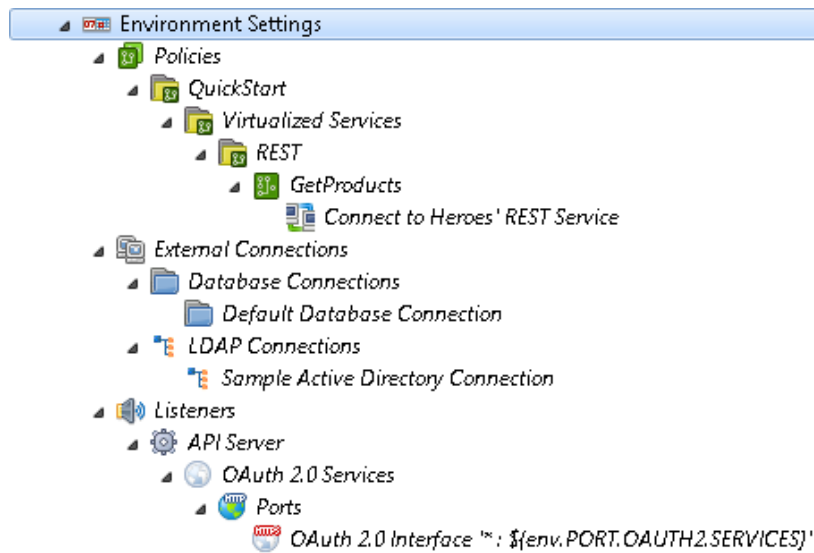 Environment Settings
Policies
QuickStart
Virtualized Services
REST
GetProducts
Connect to Heroes' REST Service
External Connections
Database Connections
Default Database Connection
LDAP Connections
Sample Active Directory Connection
Listeners
API Server
OAuth 2.0 Services
Ports
OAuth 2.0 Interface '*: ${env.PORT.OAUTH2.SERVICES}'